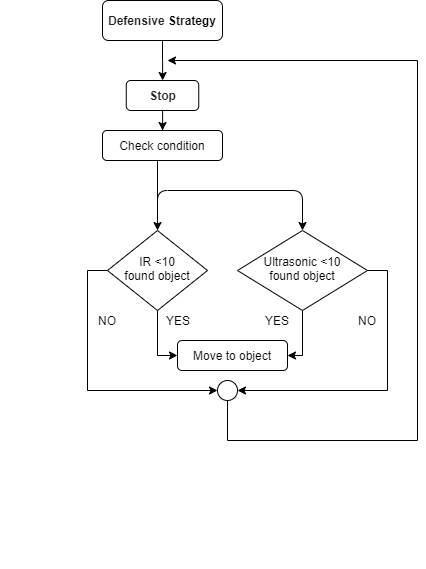 Defensive Strategy
Stop
Check condition
IR <10
found object
Ultrasonic <10
found object
NO
YES
YES
NO
Move to object